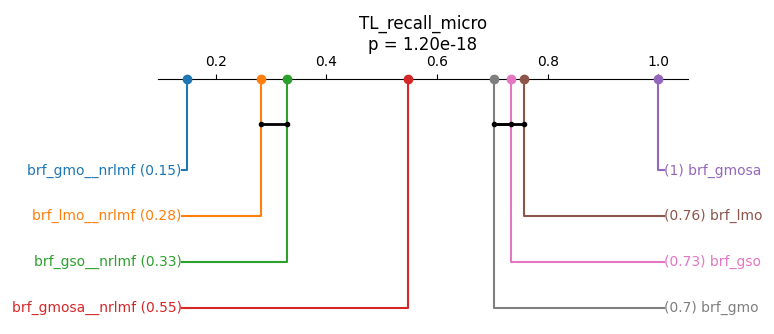 TL_recall_micro
p = 1.20e-18
0.2 0.4 0.6 0.8 1.0
brf_gmo__nrlmf (0.15) (1) brf_gmosa
brf_lmo__nrlmf (0.28) (0.76) brf_lmo
brf_gso__nrlmf (0.33) (0.73) brf_gso
brf_gmosa__nrlmf (0.55) (0.7) brf_gmo